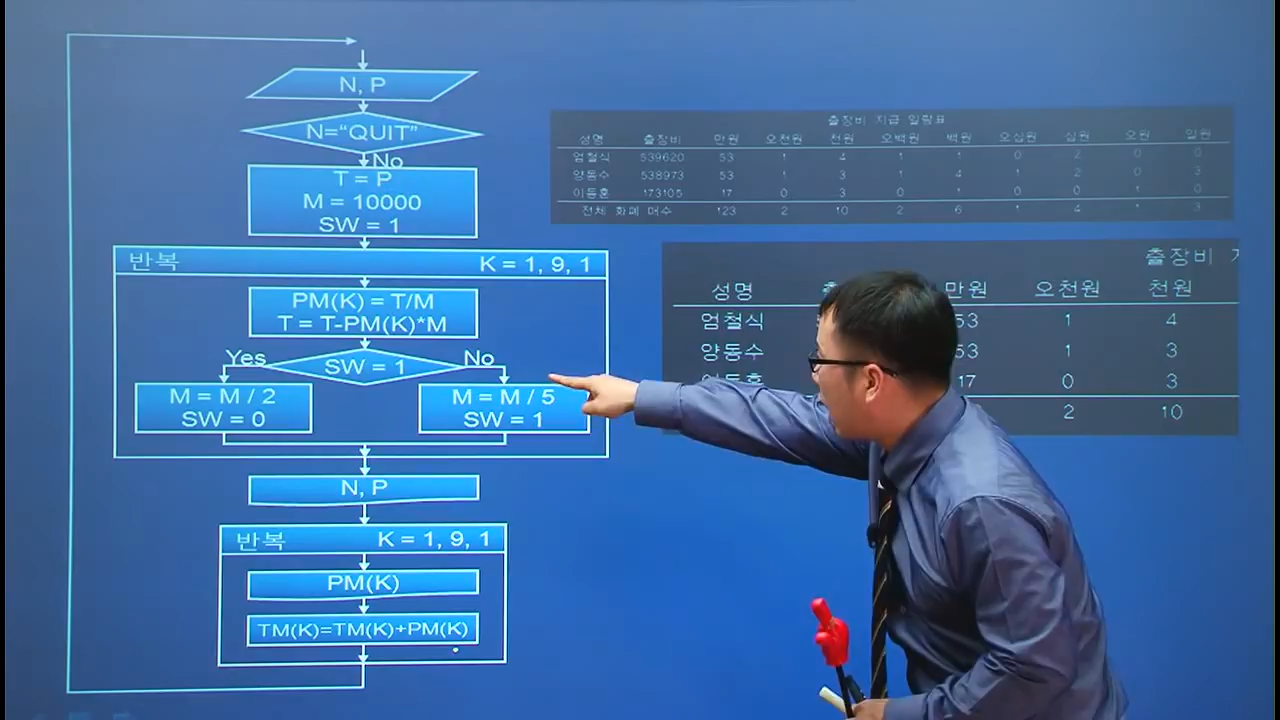 N, P
N=“QUIT”
No
T = P
M = 10000
SW = 1
반복 K = 1, 9, 1
PM(K) = T/M
T = T-PM(K)*M
Yes SW = 1 No
M = M / 2
SW = 0
M = M / 5
SW = 1
N, P
반복 K = 1, 9, 1
PM(K)
TM(K)=TM(K)+PM(K)
출장비 지급 일람표
성명 출장비 만원 오천원 천원 오백원 백원 오십원 십원 오원 일원
엄철식 539620 53 1 4 1 1 0 2 0 0
양동수 538973 53 1 3 1 4 1 2 0 3
이동훈 173105 17 0 3 0 1 0 0 1 0
전체 화폐 매수 123 2 10 2 6 1 4 1 3
출장비
성명 만원 오천원 천원
엄철식 53 1 4
양동수 53 1 3
17 0 3
2 10